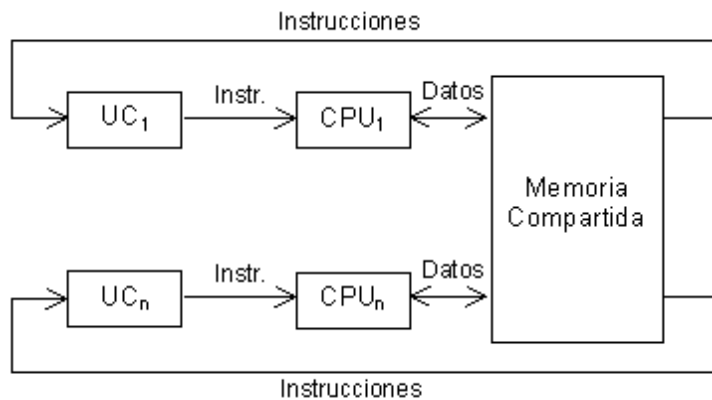 Instrucciones
UC₁
Instr.
CPU₁
Datos
Memoria
Compartida
UCₙ
Instr.
CPUₙ
Datos
Instrucciones